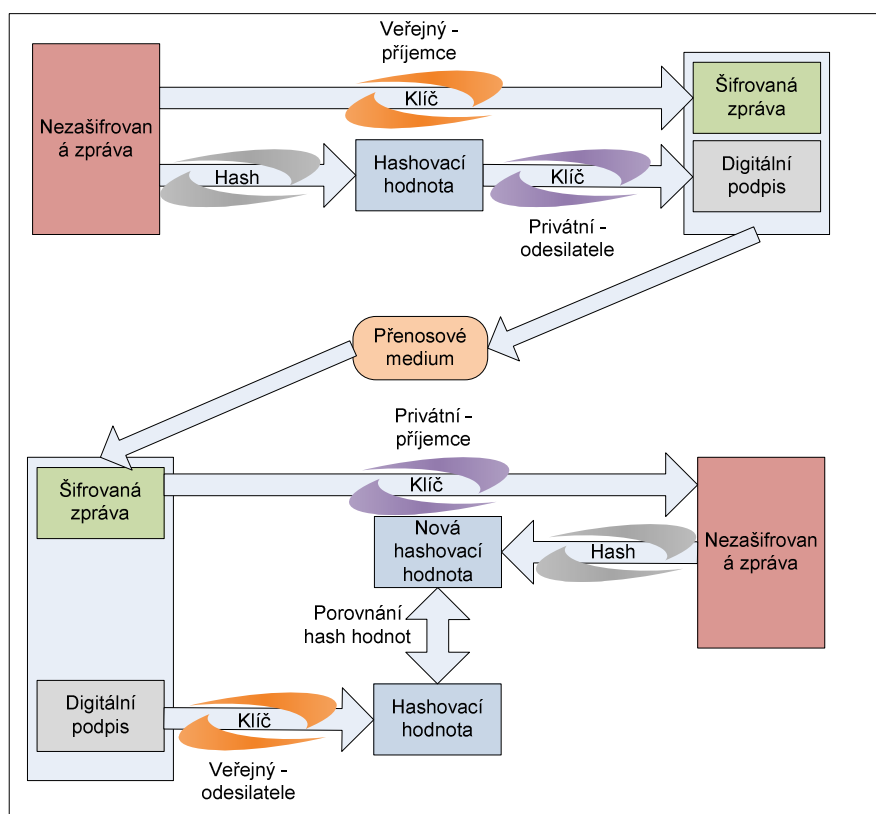 Veřejný -
příjemce
Klíč
Šifrovaná
zpráva
Nezašifrovan
á zpráva
Hash
Hashovací
hodnota
Klíč
Digitální
podpis
Privátní -
odesilatele
Přenosové
medium
Privátní -
příjemce
Klíč
Šifrovaná
zpráva
Nová
hashovací
hodnota
Hash
Nezašifrovan
á zpráva
Porovnání
hash hodnot
Digitální
podpis
Klíč
Hashovací
hodnota
Veřejný -
odesilatele